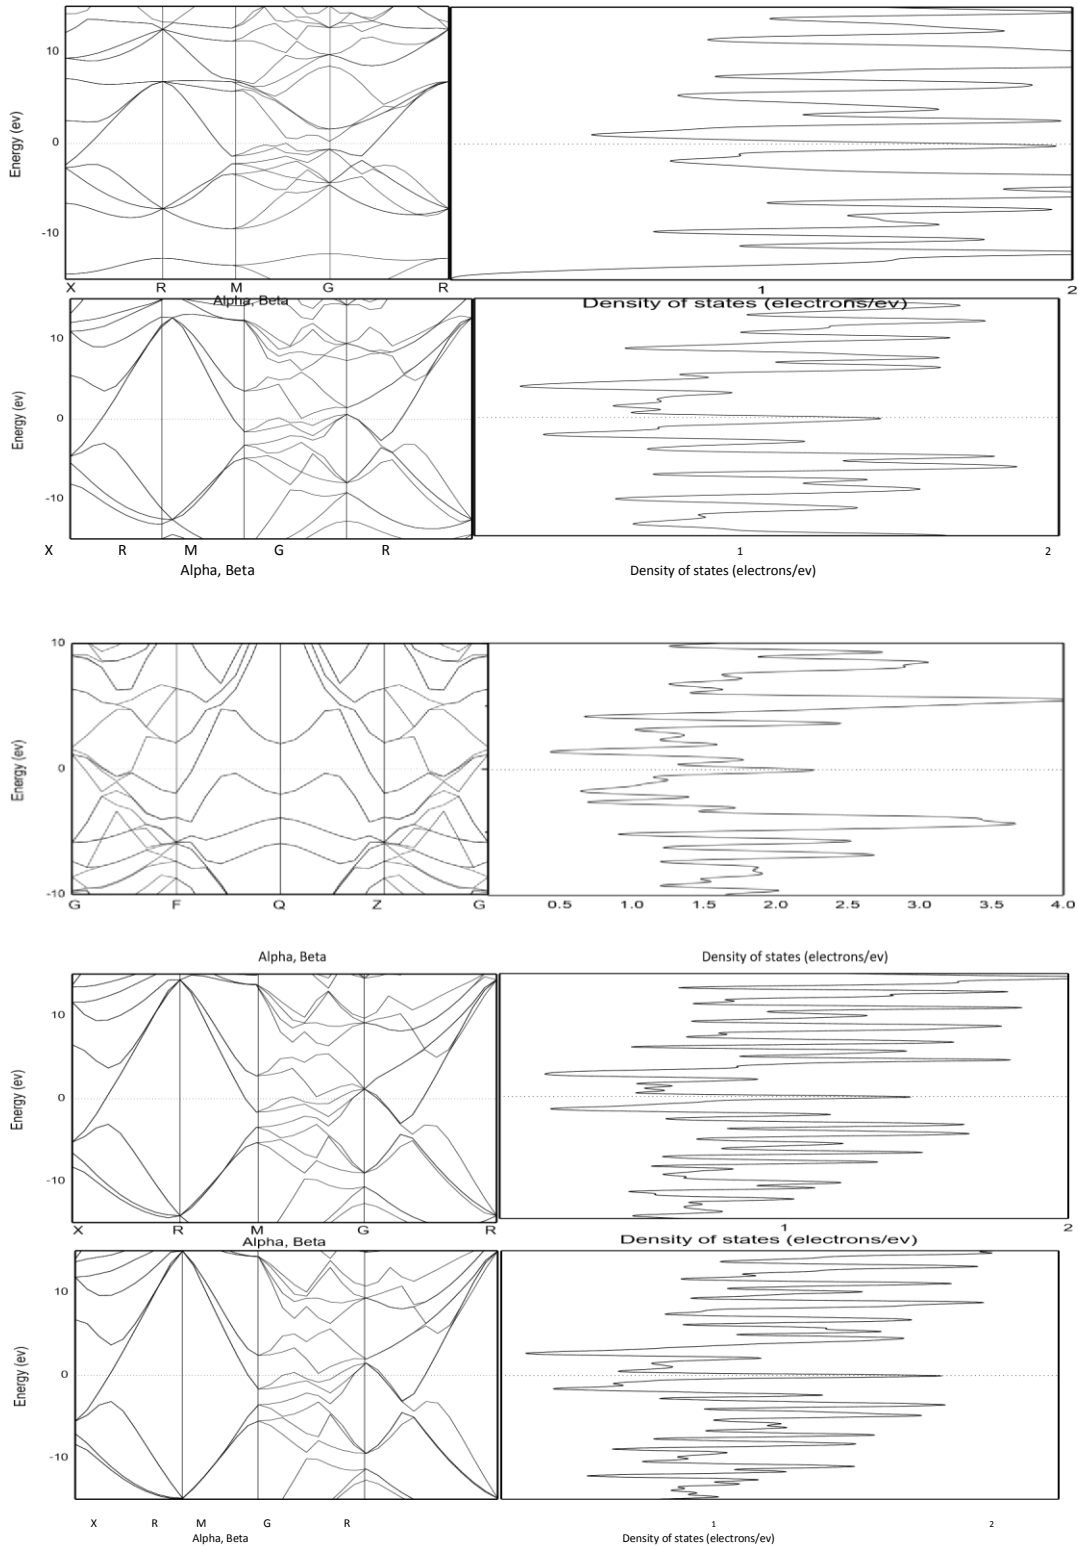 10
Energy (ev)
0
-10
X R M G R 1 2
Alpha, Beta Density of states (electrons/ev)
10
Energy (ev)
0
-10
X R M G R 1 2
Alpha, Beta Density of states (electrons/ev)
10
Energy (ev)
0
-10
G F Q Z G 0.5 1.0 1.5 2.0 2.5 3.0 3.5 4.0
Alpha, Beta Density of states (electrons/ev)
10
Energy (ev)
0
-10
X R M G R 1 2
Alpha, Beta Density of states (electrons/ev)
10
Energy (ev)
0
-10
X R M G R 1 2
Alpha, Beta Density of states (electrons/ev)